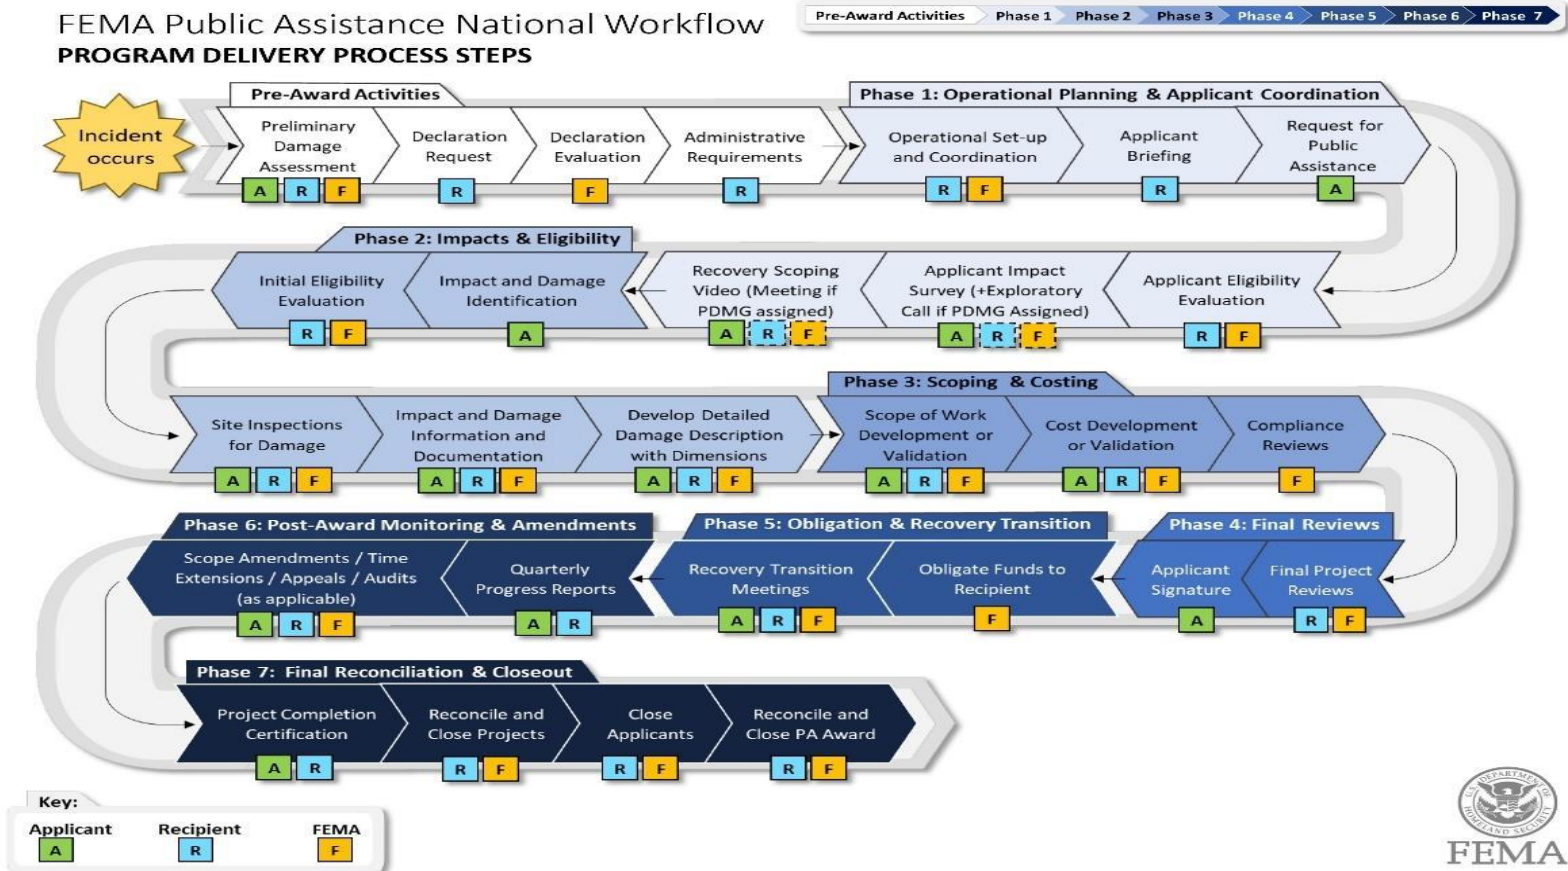 FEMA Public Assistance National Workflow
PROGRAM DELIVERY PROCESS STEPS
Pre-Award Activities Phase 1 Phase 2 Phase 3 Phase 4 Phase 5 Phase 6 Phase 7
Incident
occurs
Pre-Award Activities
Preliminary
Damage
Assessment
A R F
Declaration
Request
R
Declaration
Evaluation
F
Administrative
Requirements
R
Phase 1: Operational Planning & Applicant Coordination
Operational Set-up
and Coordination
R F
Applicant
Briefing
R
Request for
Public
Assistance
A
Applicant Eligibility
Evaluation
R F
Applicant Impact
Survey (+Exploratory
Call if PDMG Assigned)
A R F
Recovery Scoping
Video (Meeting if
PDMG assigned)
A R F
Phase 2: Impacts & Eligibility
Impact and Damage
Identification
A
Initial Eligibility
Evaluation
R F
Site Inspections
for Damage
A R F
Impact and Damage
Information and
Documentation
A R F
Develop Detailed
Damage Description
with Dimensions
A R F
Phase 3: Scoping & Costing
Scope of Work
Development or
Validation
A R F
Cost Development
or Validation
A R F
Compliance
Reviews
F
Phase 4: Final Reviews
Final Project
Reviews
R F
Applicant
Signature
A
Phase 5: Obligation & Recovery Transition
Obligate Funds to
Recipient
F
Recovery Transition
Meetings
A R F
Phase 6: Post-Award Monitoring & Amendments
Quarterly
Progress Reports
A R
Scope Amendments / Time
Extensions / Appeals / Audits
(as applicable)
A R F
Phase 7: Final Reconciliation & Closeout
Project Completion
Certification
A R
Reconcile and
Close Projects
R F
Close
Applicants
R F
Reconcile and
Close PA Award
R F
Key:
Applicant Recipient FEMA
A R F
U.S. DEPARTMENT OF
HOMELAND SECURITY
FEMA